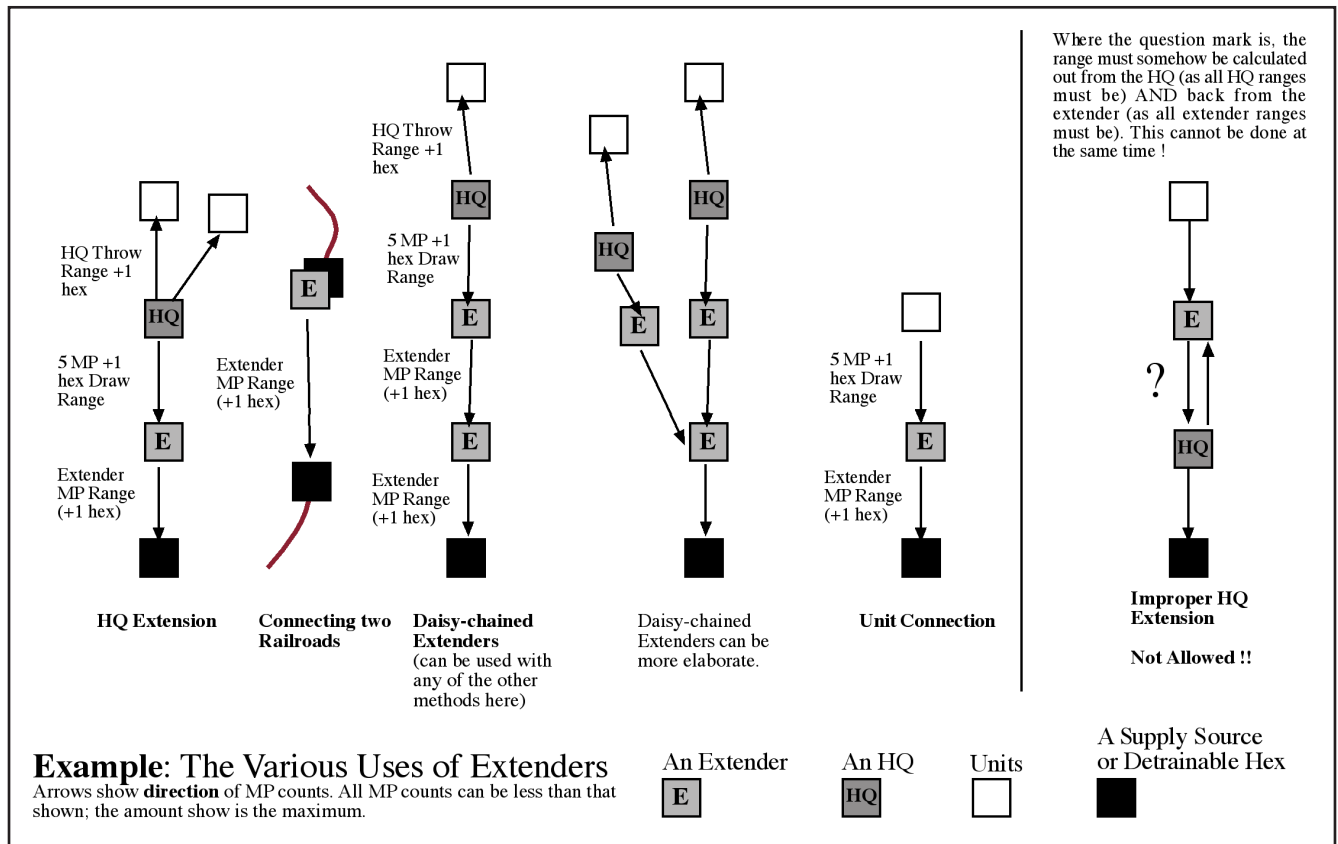 HQ Throw
Range +1
hex
HQ
5 MP +1
hex Draw
Range
E
Extender
MP Range
(+1 hex)
HQ Extension
E
Extender
MP Range
(+1 hex)
Connecting two
Railroads
HQ Throw
Range +1
hex
HQ
5 MP +1
hex Draw
Range
E
Extender
MP Range
(+1 hex)
E
Extender
MP Range
(+1 hex)
Daisy-chained
Extenders
(can be used with
any of the other
methods here)
HQ
HQ
E
E
E
Daisy-chained
Extenders can be
more elaborate.
5 MP +1
hex Draw
Range
E
Extender
MP Range
(+1 hex)
Unit Connection
Where the question mark is, the
range must somehow be calculated
out from the HQ (as all HQ ranges
must be) AND back from the
extender (as all extender ranges
must be). This cannot be done at
the same time !
E
?
HQ
Improper HQ
Extension
Not Allowed !!
Example: The Various Uses of Extenders
Arrows show direction of MP counts. All MP counts can be less than that
shown; the amount show is the maximum.
An Extender
E
An HQ
HQ
Units
A Supply Source
or Detrainable Hex